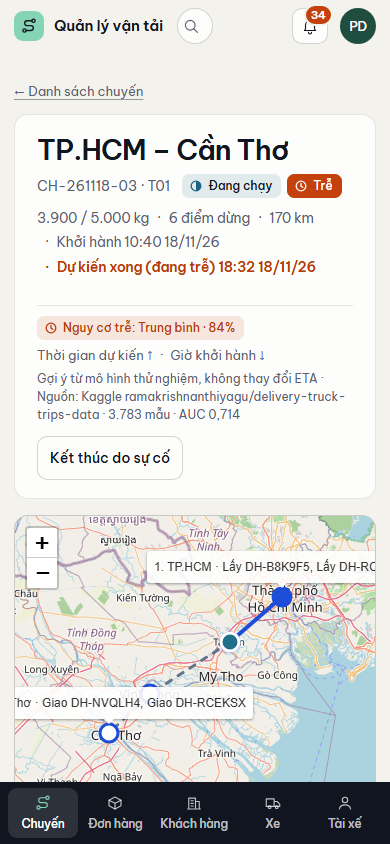 Quản lý vận tải
34
PD
← Danh sách chuyến
TP.HCM – Cần Thơ
CH-261118-03 · T01 Đang chạy Trễ
3.900 / 5.000 kg · 6 điểm dừng · 170 km
· Khởi hành 10:40 18/11/26
· Dự kiến xong (đang trễ) 18:32 18/11/26
Nguy cơ trễ: Trung bình · 84%
Thời gian dự kiến ↑ · Giờ khởi hành ↓
Gợi ý từ mô hình thử nghiệm, không thay đổi ETA ·
Nguồn: Kaggle ramakrishnanthiyagu/delivery-truck-
trips-data · 3.783 mẫu · AUC 0,714
Kết thúc do sự cố
+
−
Tây
Ninh
1. TP.HCM · Lấy DH-B8K9F5, Lấy DH-RC
Kiến Tường
Hồ Chí Minh
Tỉnh Đồng
Tháp
Long Xuyên
Mỹ Tho
Gò Công
Thơ · Giao DH-NVQLH4, Giao DH-RCEKSX
Trà Vinh
Ngã Bảy
Chuyến
Đơn hàng
Khách hàng
Xe
Tài xế